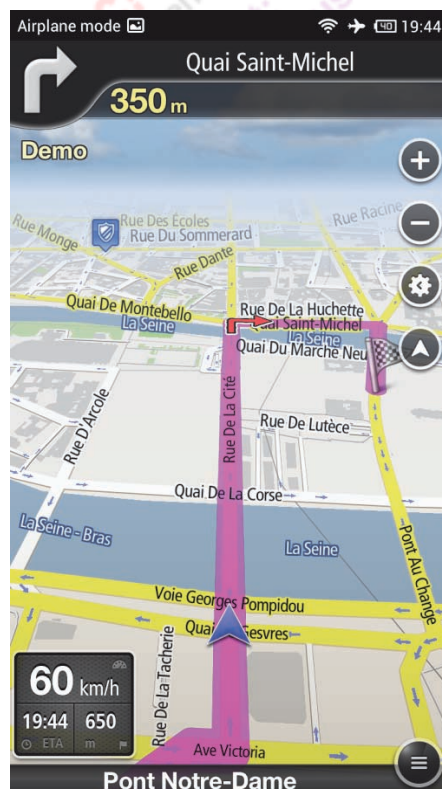 Airplane mode
40
19:44
Quai Saint-Michel
350 m
Demo
Rue Des Écoles
Rue Racine
Rue Monge
Rue Du Sommerard
Rue Dante
Quai De Montebello
Rue De La Huchette
La Seine
Quai Saint-Michel
La Seine
Quai Du Marche Neu
Rue De La Cité
Rue D'Arcole
Rue De Lutèce
Quai De La Corse
La Seine - Bras
La Seine
Pont Au Change
Voie Georges Pompidou
Quai Gesvres
Rue De La Tacherie
60 km/h
19:44 650
ETA m
Ave Victoria
Pont Notre-Dame